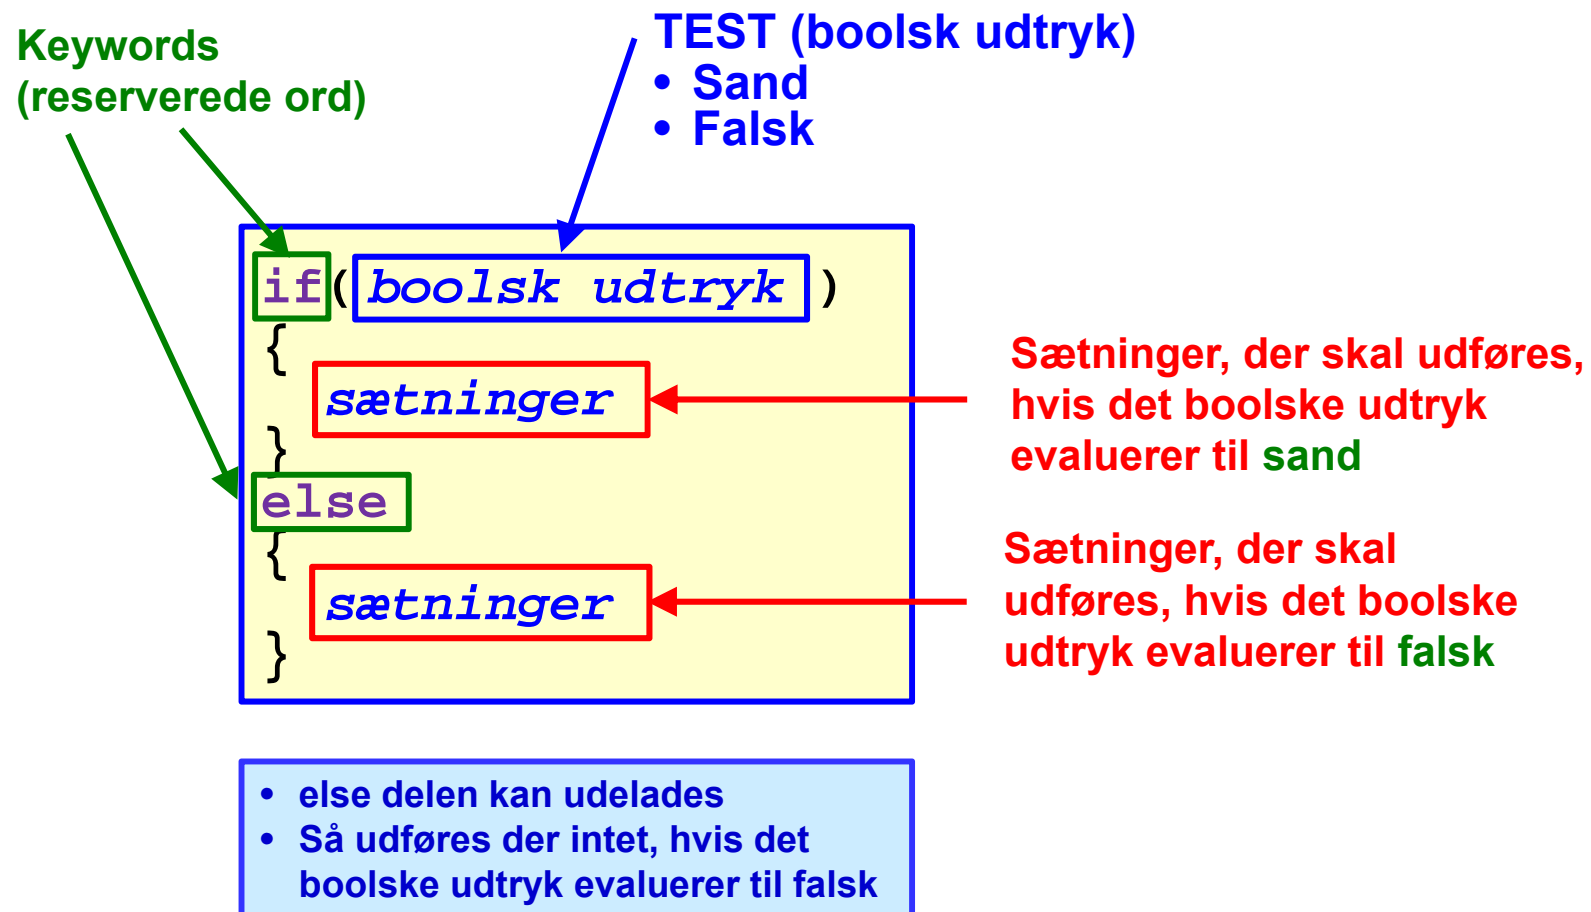 Keywords
(reserverede ord)
TEST (boolsk udtryk)
• Sand
• Falsk
if( boolsk udtryk )
{
sætninger
}
else
{
sætninger
}
Sætninger, der skal udføres,
hvis det boolske udtryk
evaluerer til sand
Sætninger, der skal
udføres, hvis det boolske
udtryk evaluerer til falsk
• else delen kan udelades
• Så udføres der intet, hvis det
boolske udtryk evaluerer til falsk